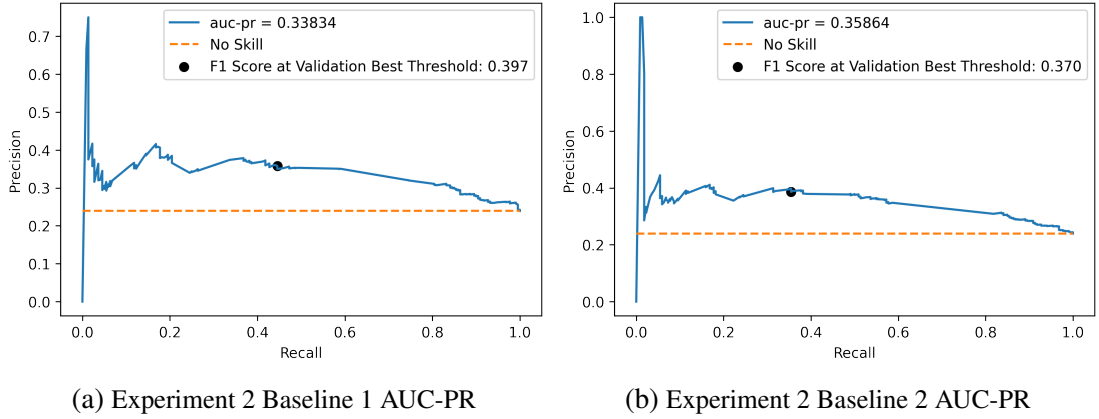 auc-pr = 0.33834
No Skill
F1 Score at Validation Best Threshold: 0.397
0.7
0.6
0.5
0.4
0.3
0.2
0.1
0.0
Precision
0.0 0.2 0.4 0.6 0.8 1.0
Recall
(a) Experiment 2 Baseline 1 AUC-PR
auc-pr = 0.35864
No Skill
F1 Score at Validation Best Threshold: 0.370
1.0
0.8
0.6
0.4
0.2
0.0
Precision
0.0 0.2 0.4 0.6 0.8 1.0
Recall
(b) Experiment 2 Baseline 2 AUC-PR